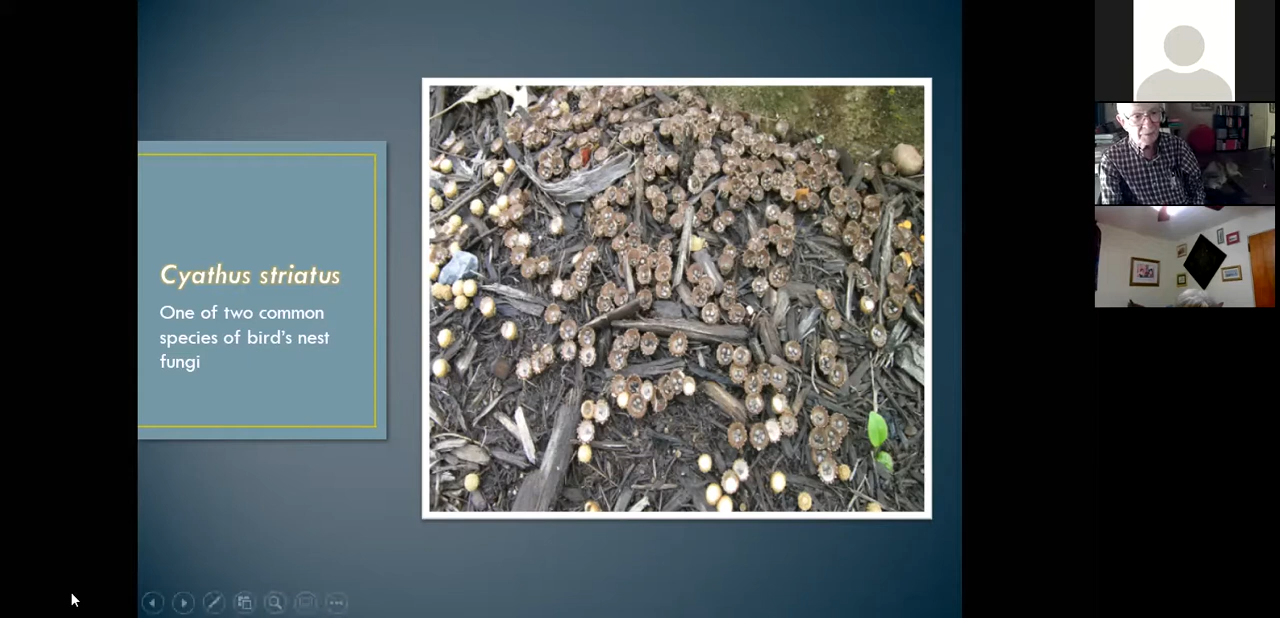 Cyathus striatus
One of two common
species of bird’s nest
fungi